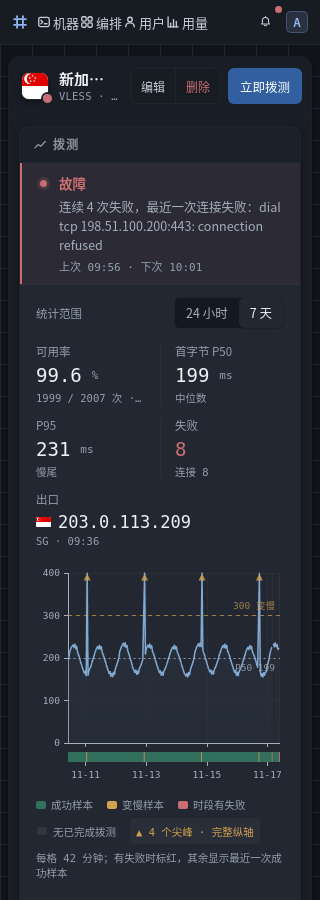 机器 编排 用户 用量 A
新加… 编辑 删除 立即拨测
VLESS · …
拨测
故障
连续 4 次失败，最近一次连接失败：dial
tcp 198.51.100.200:443: connection
refused
上次 09:56 · 下次 10:01
统计范围 24 小时 7 天
可用率 首字节 P50
99.6 % 199 ms
1999 / 2007 次 ·… 中位数
P95 失败
231 ms 8
慢尾 连接 8
出口
203.0.113.209
SG · 09:36
400
300 300 变慢
200 P50 199
100
0
11-11 11-13 11-15 11-17
成功样本 变慢样本 时段有失败
无已完成拨测 ▲ 4 个尖峰 · 完整纵轴
每格 42 分钟；有失败时标红，其余显示最近一次成
功样本